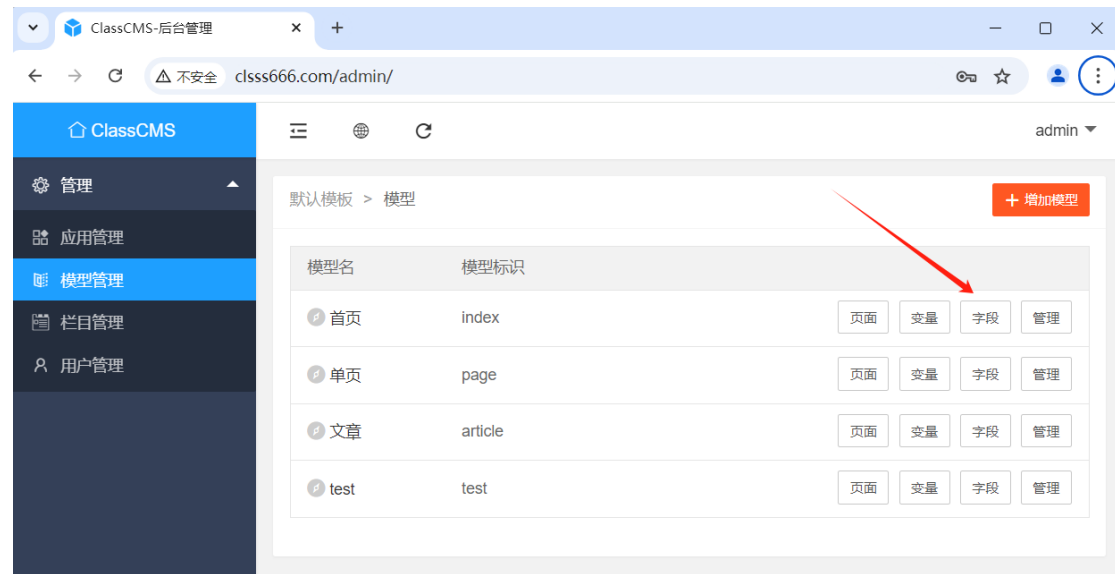 ClassCMS-后台管理
不安全 clsss666.com/admin/
ClassCMS
admin
管理
应用管理
模型管理
栏目管理
用户管理
默认模板 > 模型
增加模型
模型名 模型标识
首页 index 页面 变量 字段 管理
单页 page 页面 变量 字段 管理
文章 article 页面 变量 字段 管理
test test 页面 变量 字段 管理